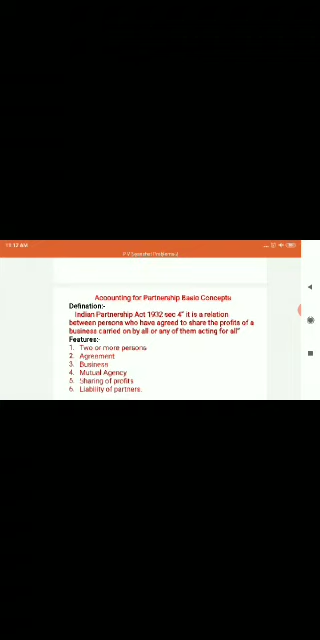 11:12 AM
Accounting for Partnership Basic Concepts
Defination:-
Indian Partnership Act 1932 sec 4" it is a relation
between persons who have agreed to share the profits of a
business carried on by all or any of them acting for all"
Features:-
1. Two or more persons
2. Agreement
3. Business
4. Mutual Agency
5. Sharing of profits
6. Liability of partners.